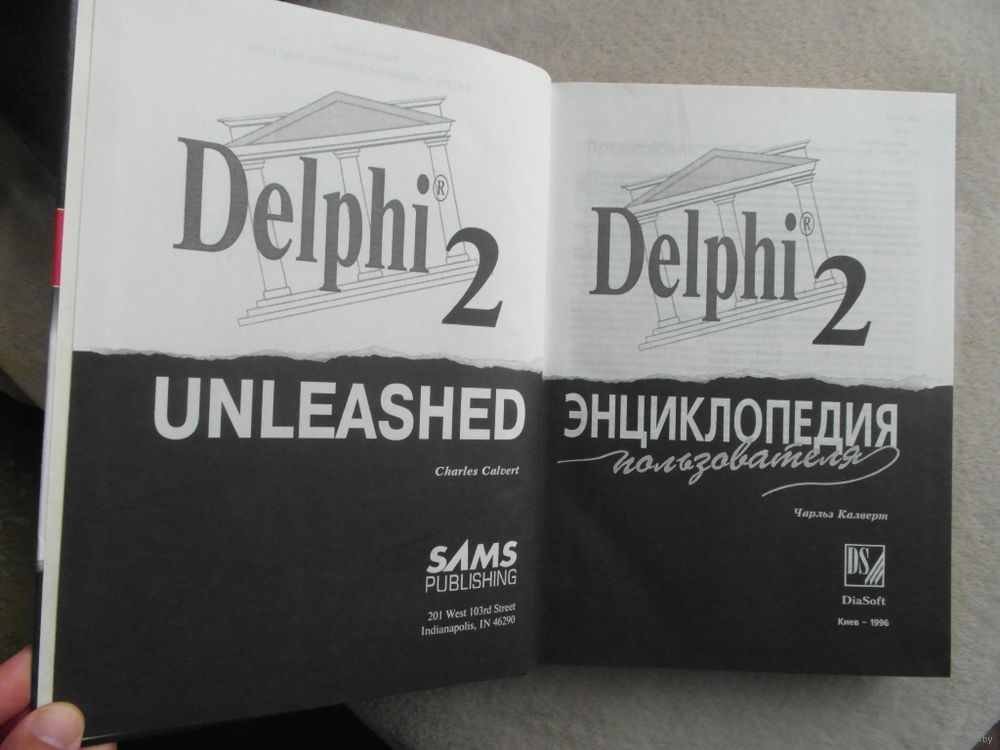 Delphi®
2
UNLEASHED
Charles Calvert
SAMS
PUBLISHING
201 West 103rd Street
Indianapolis, IN 46290
Delphi®
2
ЭНЦИКЛОПЕДИЯ
пользователя
Чарльз Калверт
DS
DiaSoft
Киев – 1996